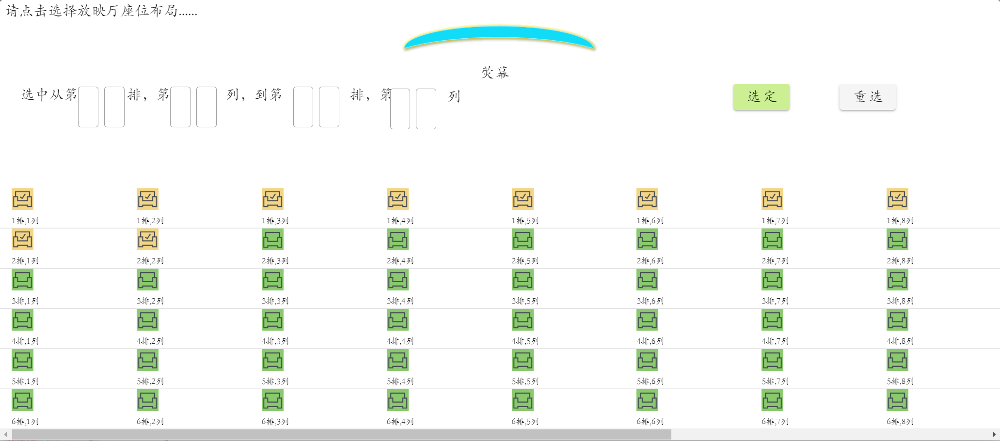 请点击选择放映厅座位布局......
荧幕
选中从第 排，第 列，到第 排，第 列
选定 重选
1排,1列 1排,2列 1排,3列 1排,4列 1排,5列 1排,6列 1排,7列 1排,8列
2排,1列 2排,2列 2排,3列 2排,4列 2排,5列 2排,6列 2排,7列 2排,8列
3排,1列 3排,2列 3排,3列 3排,4列 3排,5列 3排,6列 3排,7列 3排,8列
4排,1列 4排,2列 4排,3列 4排,4列 4排,5列 4排,6列 4排,7列 4排,8列
5排,1列 5排,2列 5排,3列 5排,4列 5排,5列 5排,6列 5排,7列 5排,8列
6排,1列 6排,2列 6排,3列 6排,4列 6排,5列 6排,6列 6排,7列 6排,8列